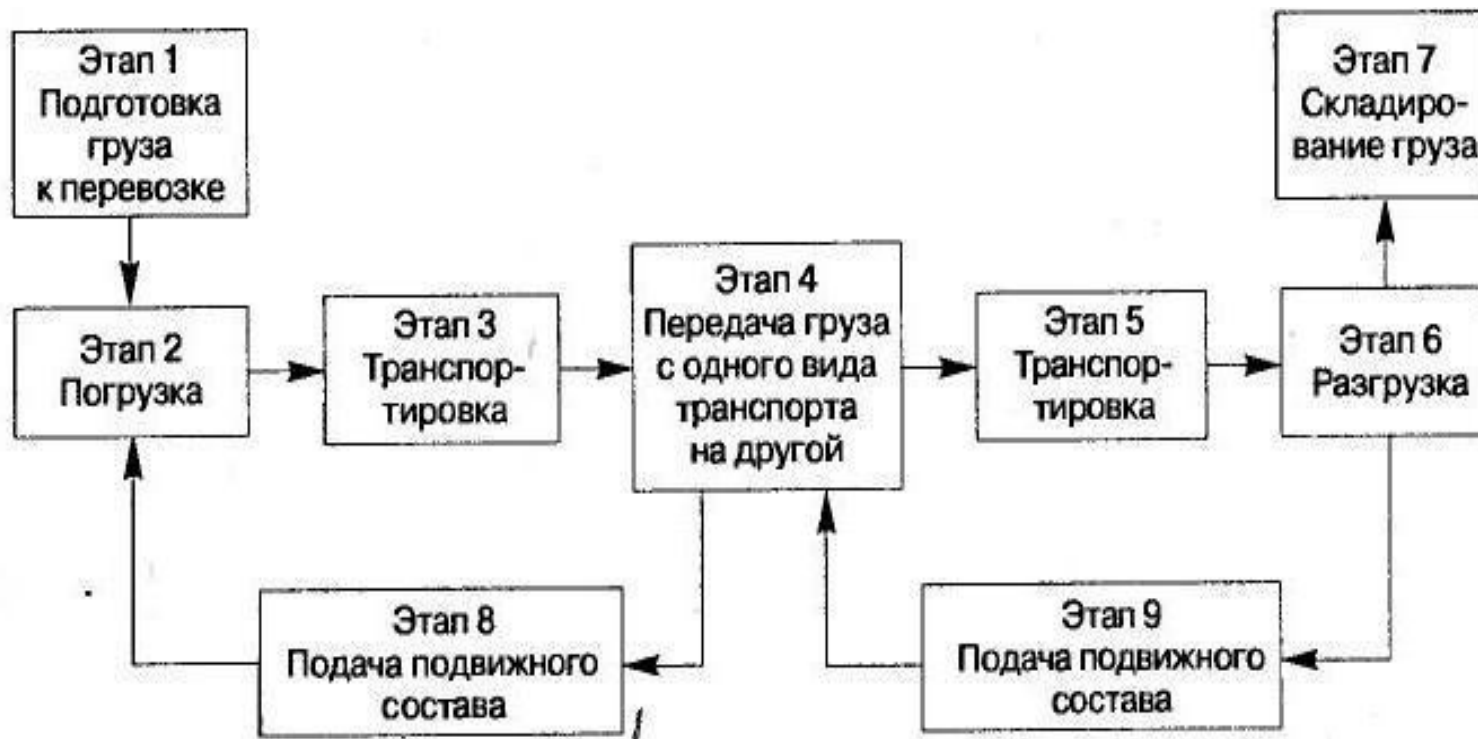 Этап 1
Подготовка
груза
к перевозке
Этап 2
Погрузка
Этап 3
Транспор-
тировка
Этап 4
Передача груза
с одного вида
транспорта
на другой
Этап 5
Транспор-
тировка
Этап 6
Разгрузка
Этап 7
Складиро-
вание груза
Этап 8
Подача подвижного
состава
Этап 9
Подача подвижного
состава